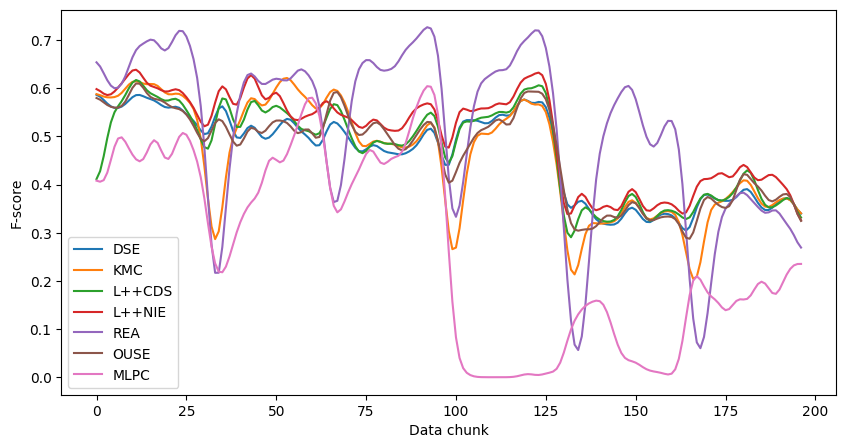 0.7
0.6
0.5
0.4
0.3
0.2
0.1
0.0
F-score
DSE
KMC
L++CDS
L++NIE
REA
OUSE
MLPC
0 25 50 75 100 125 150 175 200
Data chunk